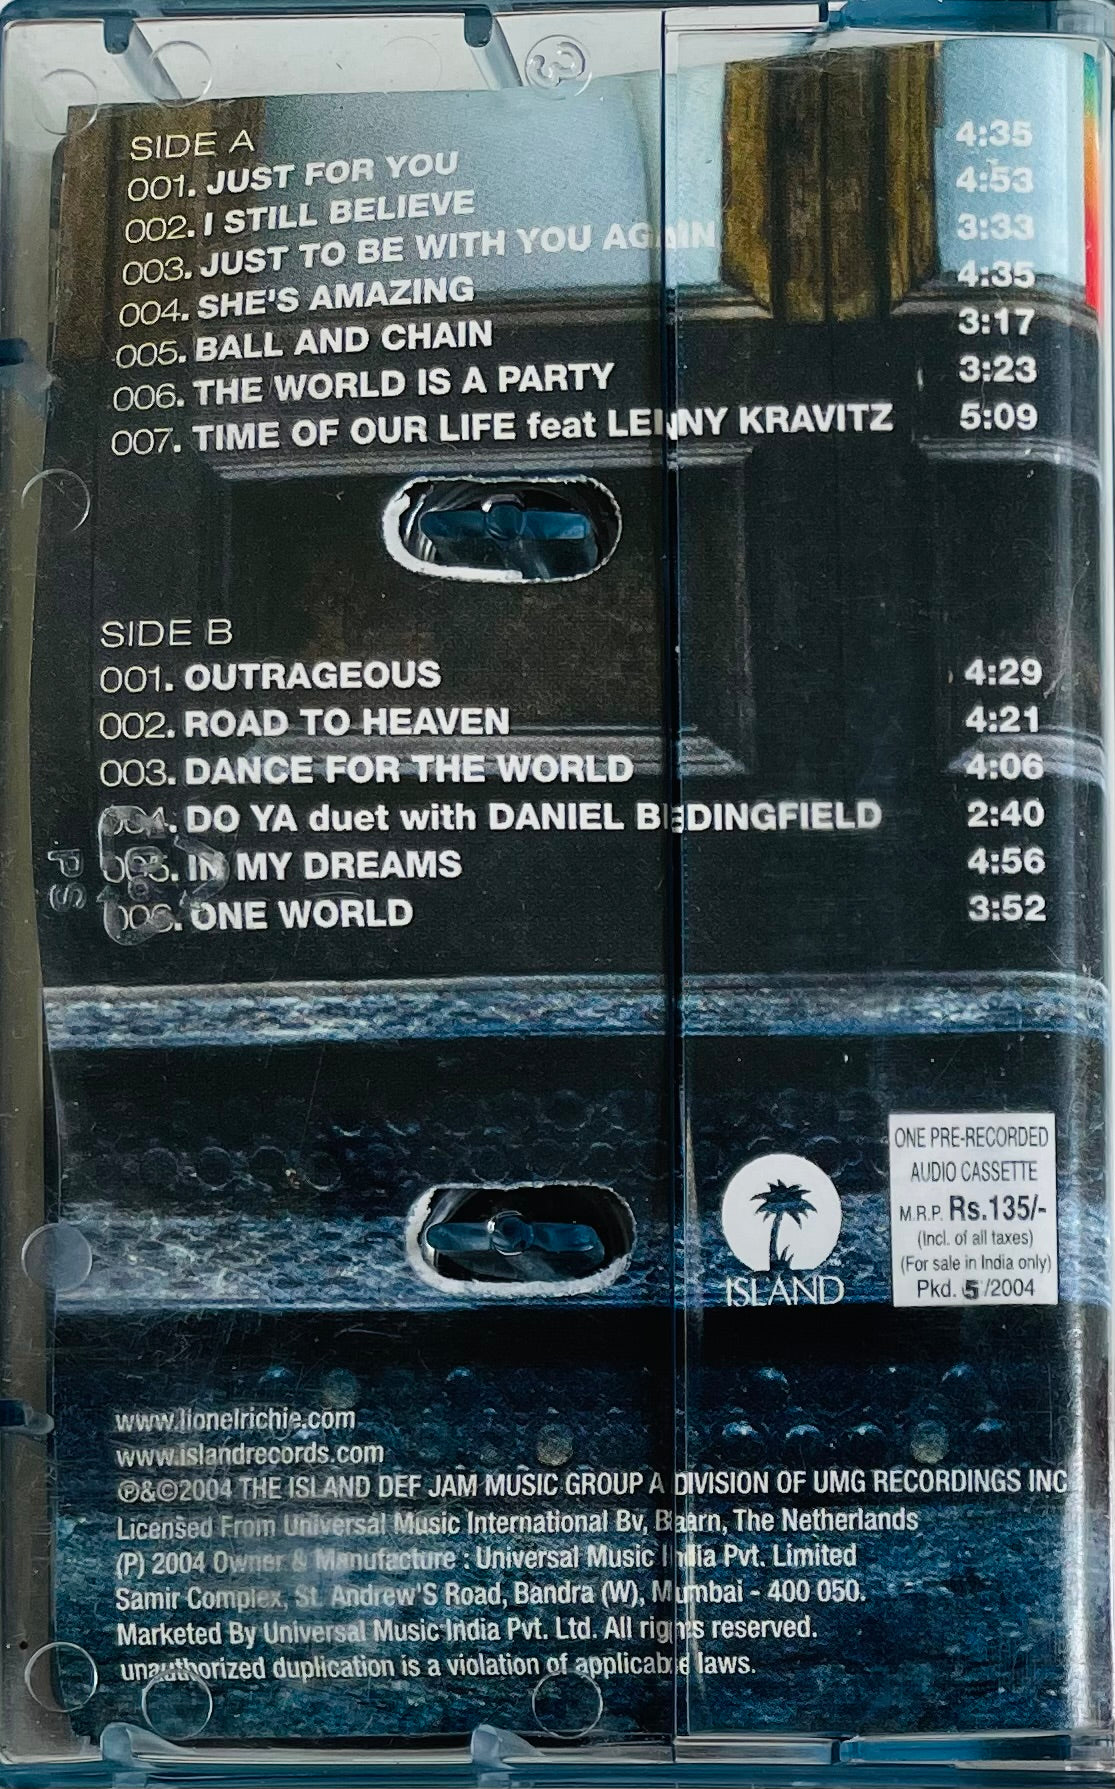 SIDE A
001. JUST FOR YOU 4:35
002. I STILL BELIEVE 4:53
003. JUST TO BE WITH YOU AGAIN 3:33
004. SHE'S AMAZING 4:35
005. BALL AND CHAIN 3:17
006. THE WORLD IS A PARTY 3:23
007. TIME OF OUR LIFE feat LENNY KRAVITZ 5:09
SIDE B
001. OUTRAGEOUS 4:29
002. ROAD TO HEAVEN 4:21
003. DANCE FOR THE WORLD 4:06
004. DO YA duet with DANIEL BEDINGFIELD 2:40
005. IN MY DREAMS 4:56
006. ONE WORLD 3:52
PS
ISLAND
ONE PRE-RECORDED
AUDIO CASSETTE
M.R.P. Rs.135/-
(Incl. of all taxes)
(For sale in India only)
Pkd. 5/2004
www.lionelrichie.com
www.islandrecords.com
℗&©2004 THE ISLAND DEF JAM MUSIC GROUP A DIVISION OF UMG RECORDINGS INC
Licensed From Universal Music International Bv, Baarn, The Netherlands
(P) 2004 Owner & Manufacture : Universal Music India Pvt. Limited
Samir Complex, St. Andrew'S Road, Bandra (W), Mumbai - 400 050.
Marketed By Universal Music India Pvt. Ltd. All rights reserved.
unauthorized duplication is a violation of applicable laws.